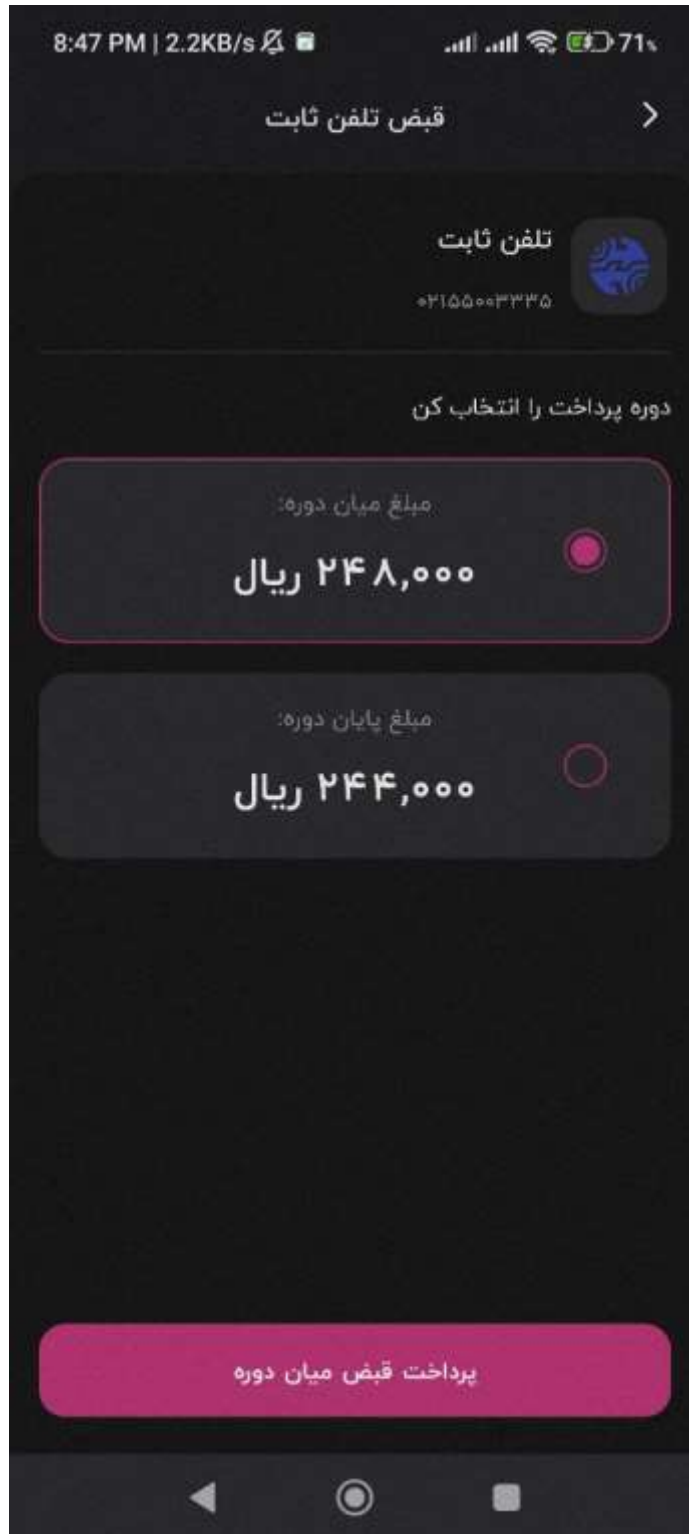 8:47 PM | 2.2KB/s 71%
قبض تلفن ثابت
تلفن ثابت
۰۲۱۵۵۰۰۳۳۳۵
دوره پرداخت را انتخاب کن
مبلغ میان دوره:
۲۴۸,۰۰۰ ریال
مبلغ پایان دوره:
۲۴۴,۰۰۰ ریال
پرداخت قبض میان دوره